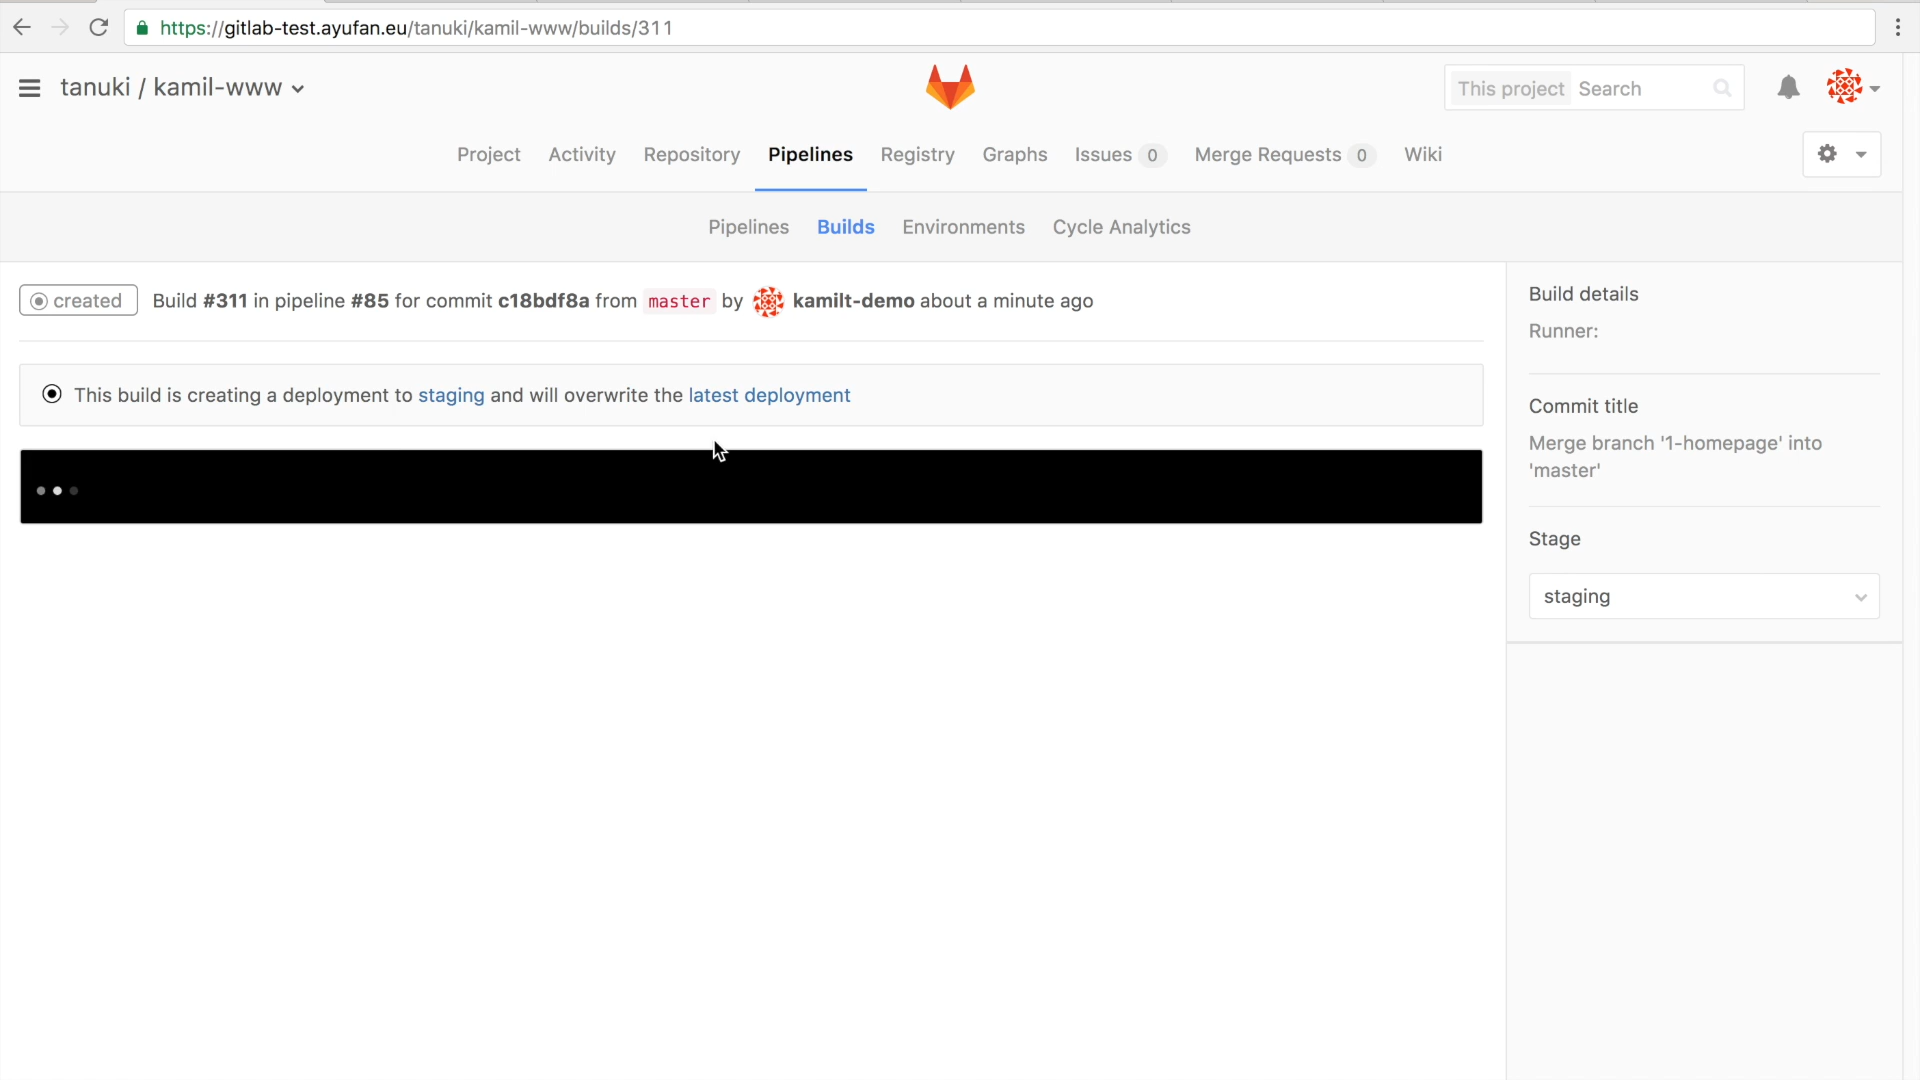 https://gitlab-test.ayufan.eu/tanuki/kamil-www/builds/311
tanuki / kamil-www
This project Search
Project Activity Repository Pipelines Registry Graphs Issues 0 Merge Requests 0 Wiki
Pipelines Builds Environments Cycle Analytics
created Build #311 in pipeline #85 for commit c18bdf8a from master by kamilt-demo about a minute ago
This build is creating a deployment to staging and will overwrite the latest deployment
Build details
Runner:
Commit title
Merge branch '1-homepage' into
'master'
Stage
staging